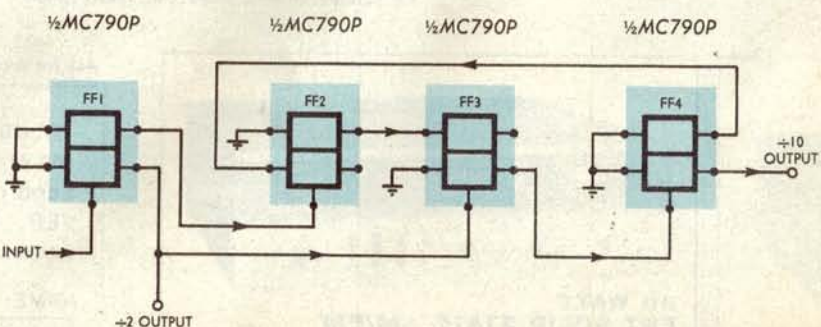 ½MC790P
½MC790P
½MC790P
½MC790P
FF1
FF2
FF3
FF4
÷10
OUTPUT
INPUT
÷2 OUTPUT